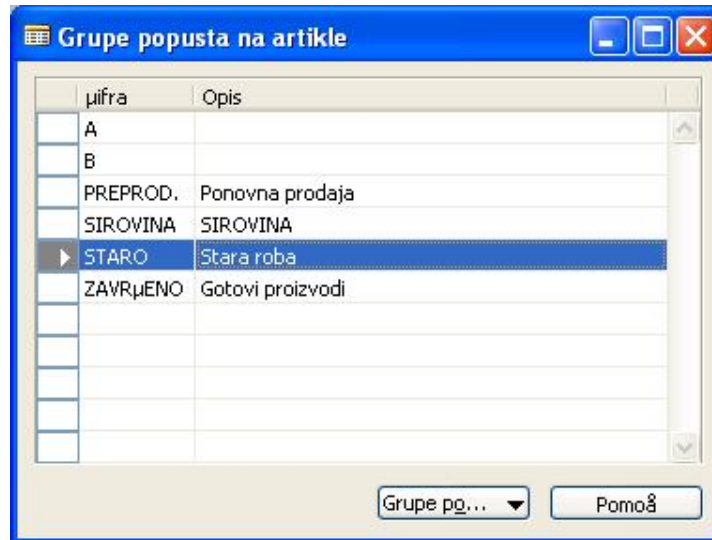 Grupe popusta na artikle
µifra Opis
A
B
PREPROD. Ponovna prodaja
SIROVINA SIROVINA
STARO Stara roba
ZAVRµENO Gotovi proizvodi
Grupe po... Pomoå